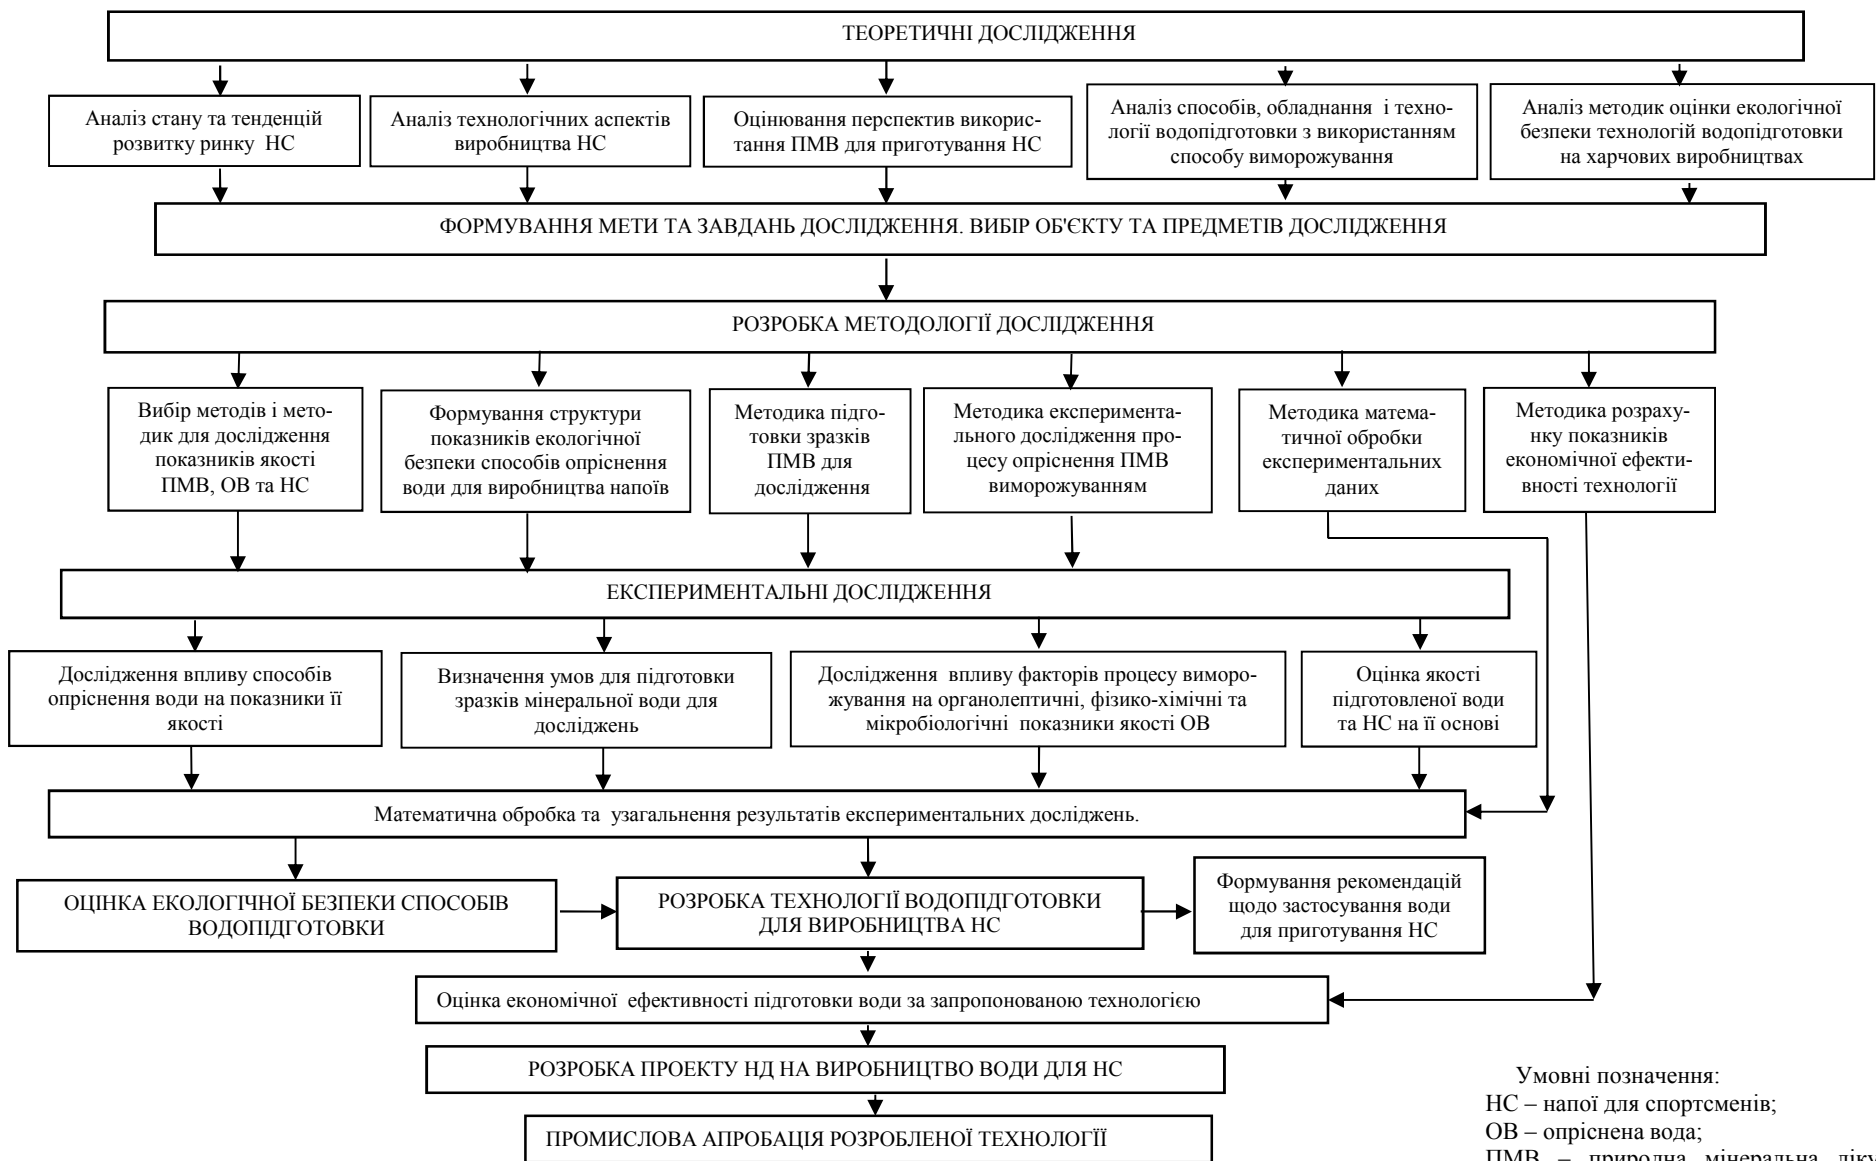 ТЕОРЕТИЧНІ ДОСЛІДЖЕННЯ
Аналіз стану та тенденцій
розвитку ринку НС
Аналіз технологічних аспектів
виробництва НС
Оцінювання перспектив викорис-
тання ПМВ для приготування НС
Аналіз способів, обладнання і техно-
логії водопідготовки з використанням
способу виморожування
Аналіз методик оцінки екологічної
безпеки технологій водопідготовки
на харчових виробництвах
ФОРМУВАННЯ МЕТИ ТА ЗАВДАНЬ ДОСЛІДЖЕННЯ. ВИБІР ОБ'ЄКТУ ТА ПРЕДМЕТІВ ДОСЛІДЖЕННЯ
РОЗРОБКА МЕТОДОЛОГІЇ ДОСЛІДЖЕННЯ
Вибір методів і мето-
дик для дослідження
показників якості
ПМВ, ОВ та НС
Формування структури
показників екологічної
безпеки способів опріснення
води для виробництва напоїв
Методика підго-
товки зразків
ПМВ для
дослідження
Методика експеримента-
льного дослідження про-
цесу опріснення ПМВ
виморожуванням
Методика матема-
тичної обробки
експериментальних
даних
Методика розраху-
нку показників
економічної ефекти-
вності технології
ЕКСПЕРИМЕНТАЛЬНІ ДОСЛІДЖЕННЯ
Дослідження впливу способів
опріснення води на показники її
якості
Визначення умов для підготовки
зразків мінеральної води для
досліджень
Дослідження впливу факторів процесу виморо-
жування на органолептичні, фізико-хімічні та
мікробіологічні показники якості ОВ
Оцінка якості
підготовленої води
та НС на її основі
Математична обробка та узагальнення результатів експериментальних досліджень.
ОЦІНКА ЕКОЛОГІЧНОЇ БЕЗПЕКИ СПОСОБІВ
ВОДОПІДГОТОВКИ
РОЗРОБКА ТЕХНОЛОГІЇ ВОДОПІДГОТОВКИ
ДЛЯ ВИРОБНИЦТВА НС
Формування рекомендацій
щодо застосування води
для приготування НС
Оцінка економічної ефективності підготовки води за запропонованою технологією
РОЗРОБКА ПРОЕКТУ НД НА ВИРОБНИЦТВО ВОДИ ДЛЯ НС
ПРОМИСЛОВА АПРОБАЦІЯ РОЗРОБЛЕНОЇ ТЕХНОЛОГІЇ
Умовні позначення:
НС – напої для спортсменів;
ОВ – опріснена вода;
ПМВ – природна мінеральна ліку